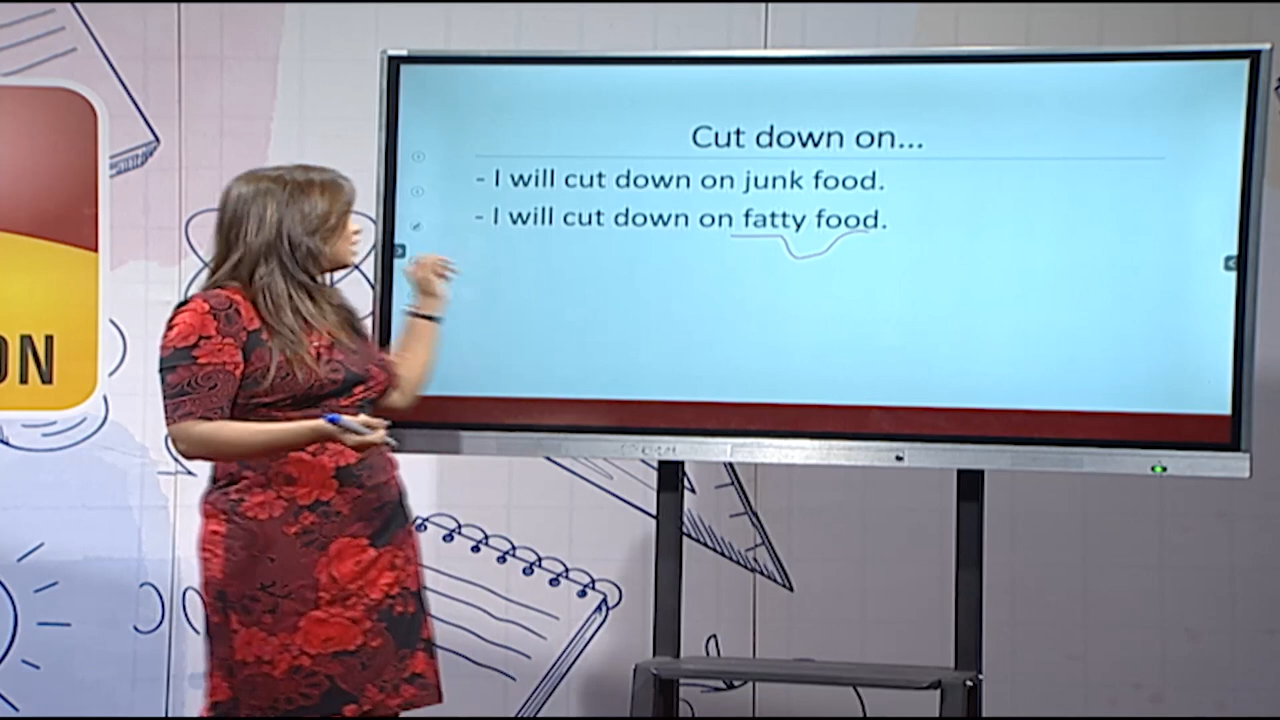 Cut down on...
- I will cut down on junk food.
- I will cut down on fatty food.
ON